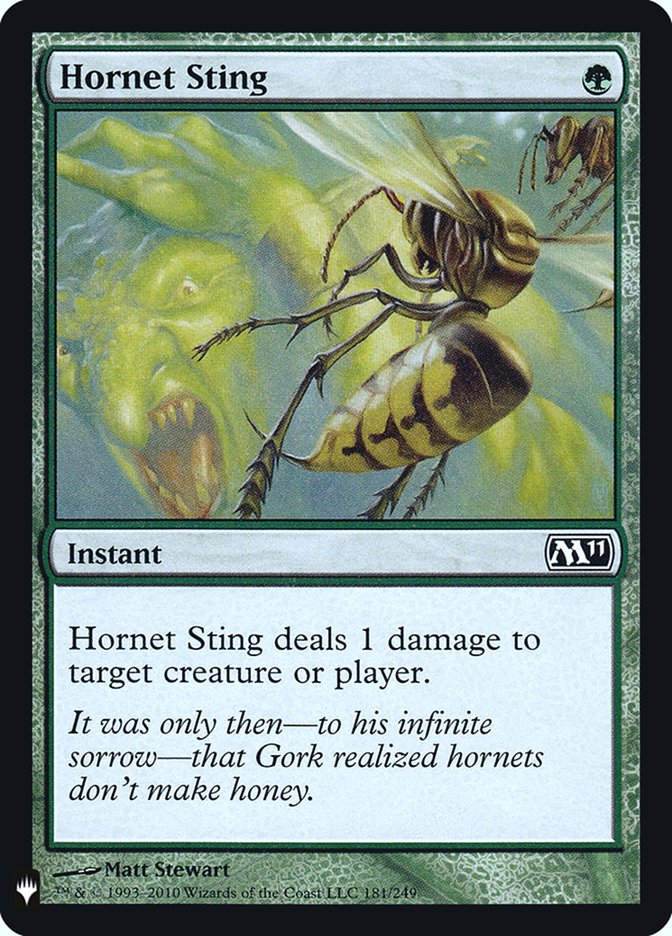 Hornet Sting
Instant
M11
Hornet Sting deals 1 damage to
target creature or player.
It was only then—to his infinite
sorrow—that Gork realized hornets
don't make honey.
Matt Stewart
™ & © 1993–2010 Wizards of the Coast LLC 181/249